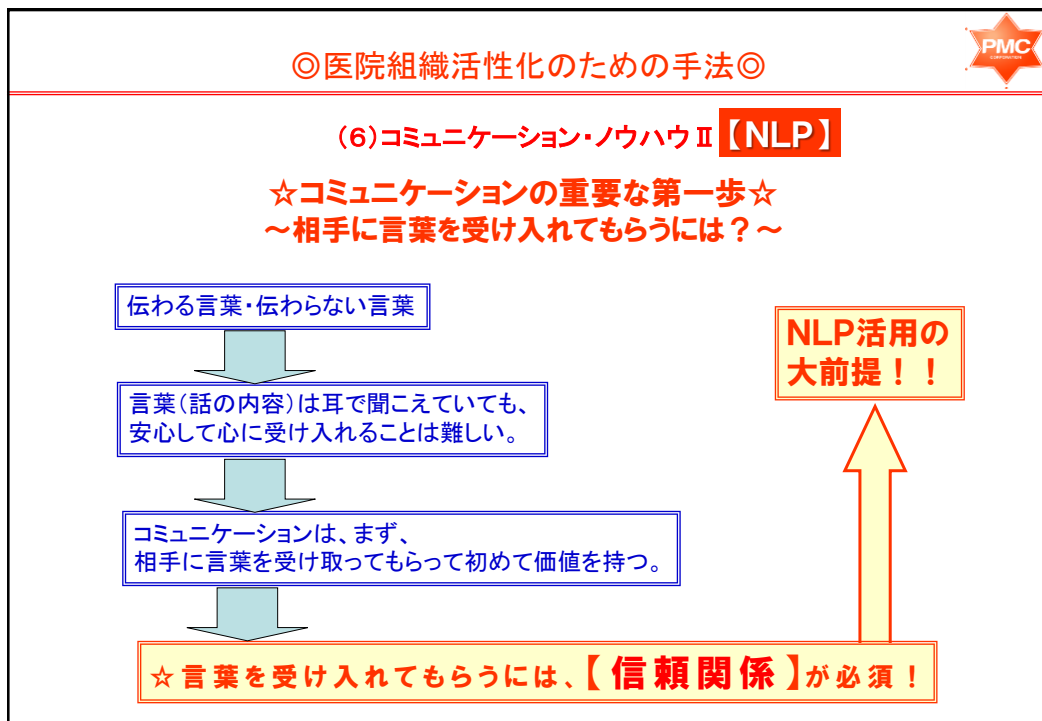 ◎医院組織活性化のための手法◎
PMC
CORPORATION
（6）コミュニケーション・ノウハウⅡ【NLP】
☆コミュニケーションの重要な第一歩☆
～相手に言葉を受け入れてもらうには？～
伝わる言葉・伝わらない言葉
言葉（話の内容）は耳で聞こえていても、
安心して心に受け入れることは難しい。
コミュニケーションは、まず、
相手に言葉を受け取ってもらって初めて価値を持つ。
☆言葉を受け入れてもらうには、【信頼関係】が必須！
NLP活用の
大前提！！